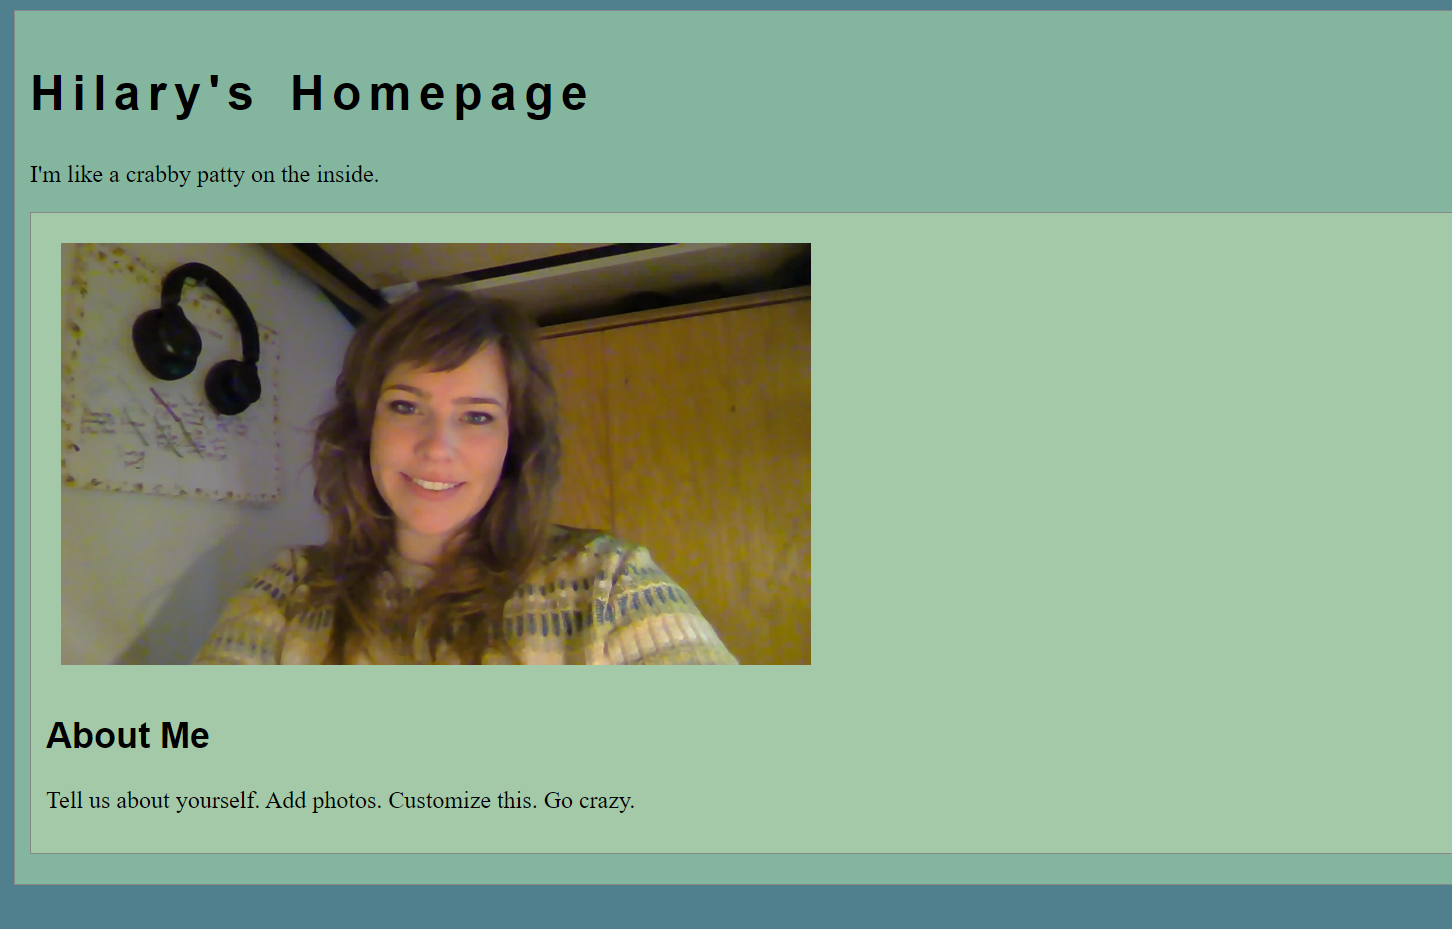 Hilary's Homepage
I'm like a crabby patty on the inside.
About Me
Tell us about yourself. Add photos. Customize this. Go crazy.